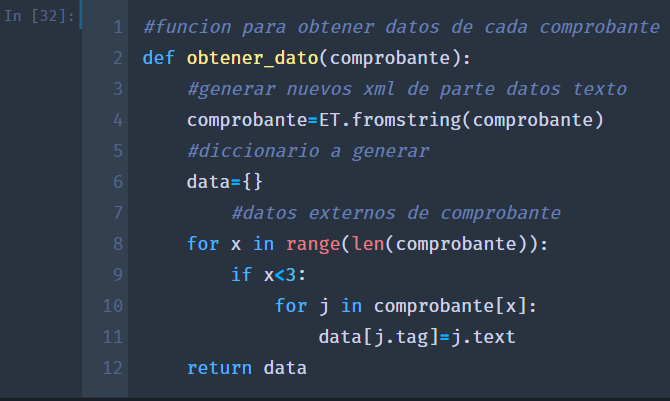 In [32]:
1 #funcion para obtener datos de cada comprobante
2 def obtener_dato(comprobante):
3     #generar nuevos xml de parte datos texto
4     comprobante=ET.fromstring(comprobante)
5     #diccionario a generar
6     data={}
7         #datos externos de comprobante
8     for x in range(len(comprobante)):
9         if x<3:
10             for j in comprobante[x]:
11                 data[j.tag]=j.text
12     return data